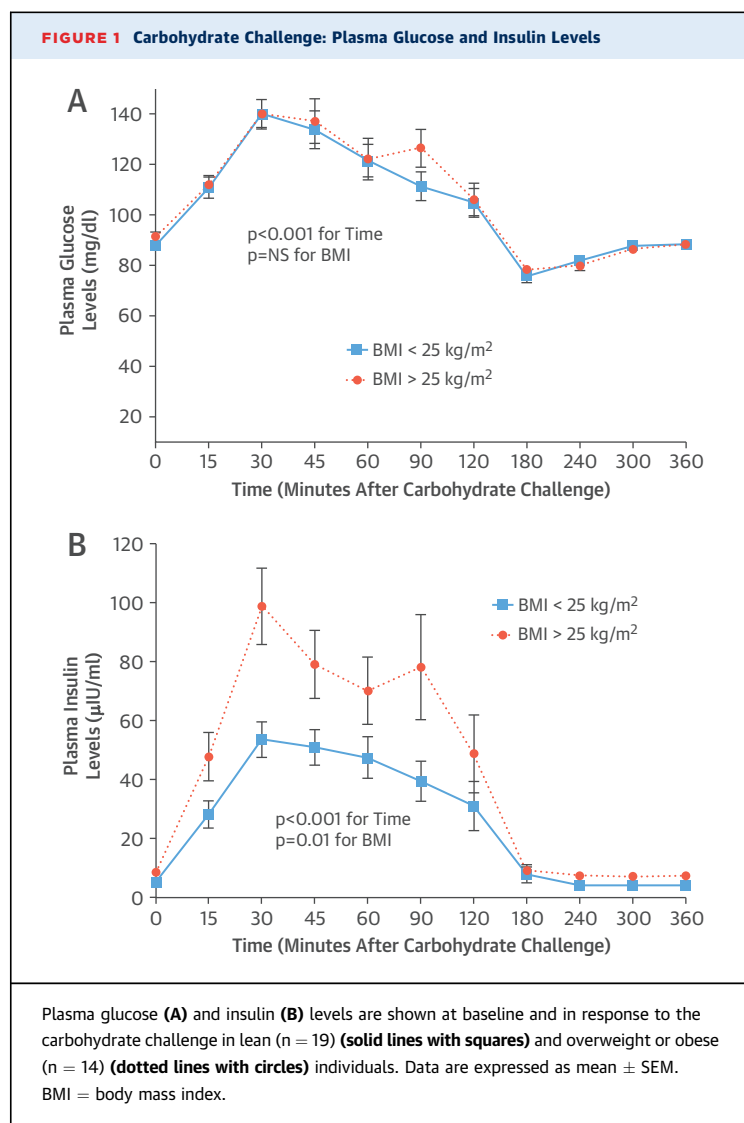 FIGURE 1 Carbohydrate Challenge: Plasma Glucose and Insulin Levels
A
140
120
100
80
60
40
20
Plasma Glucose
Levels (mg/dl)
p<0.001 for Time
p=NS for BMI
BMI < 25 kg/m²
BMI > 25 kg/m²
0 15 30 45 60 90 120 180 240 300 360
Time (Minutes After Carbohydrate Challenge)
B
120
100
80
60
40
20
0
Plasma Insulin
Levels (µIU/ml)
BMI < 25 kg/m²
BMI > 25 kg/m²
p<0.001 for Time
p=0.01 for BMI
0 15 30 45 60 90 120 180 240 300 360
Time (Minutes After Carbohydrate Challenge)
Plasma glucose (A) and insulin (B) levels are shown at baseline and in response to the
carbohydrate challenge in lean (n = 19) (solid lines with squares) and overweight or obese
(n = 14) (dotted lines with circles) individuals. Data are expressed as mean ± SEM.
BMI = body mass index.